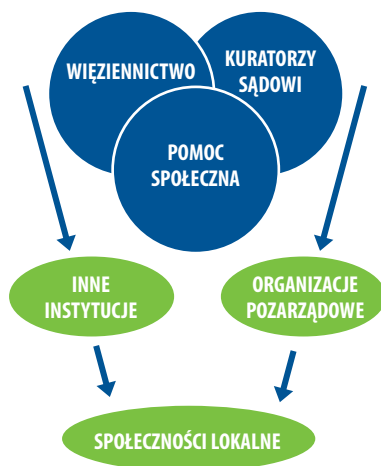 WIĘZIENNICTWO
KURATORZY
SĄDOWI
POMOC
SPOŁECZNA
INNE
INSTYTUCJE
ORGANIZACJE
POZARZĄDOWE
SPOŁECZNOŚCI LOKALNE